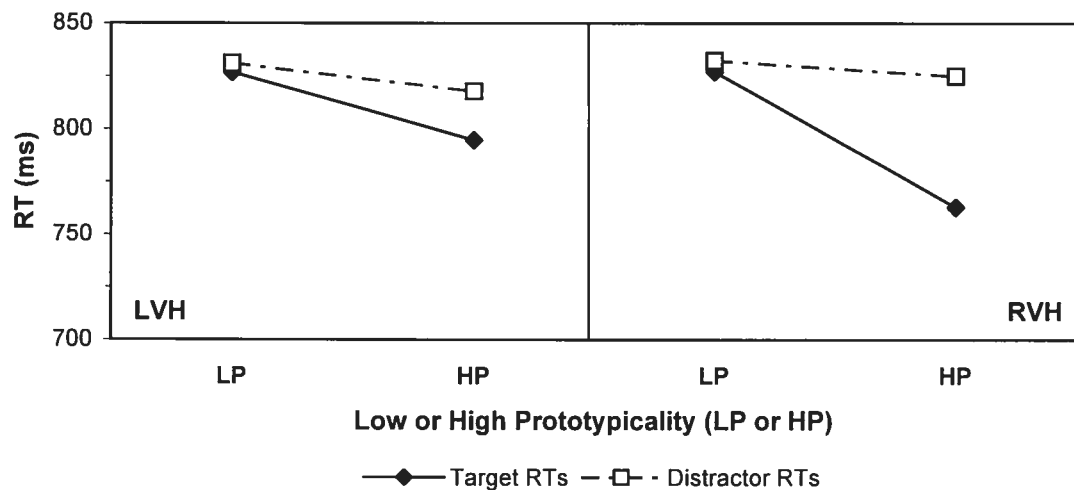 850
800
750
700
RT (ms)
LVH
RVH
LP HP LP HP
Low or High Prototypicality (LP or HP)
Target RTs Distractor RTs